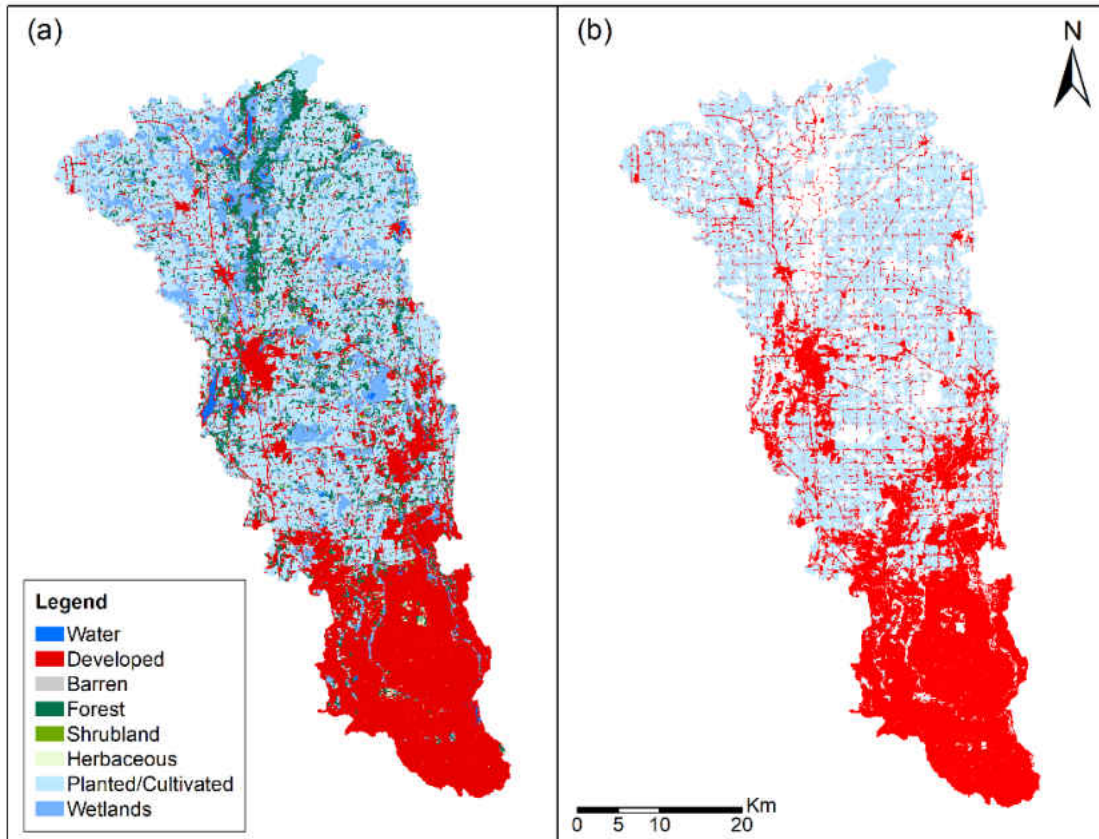 (a)
(b)
N
Legend
Water
Developed
Barren
Forest
Shrubland
Herbaceous
Planted/Cultivated
Wetlands
Km
0 5 10 20